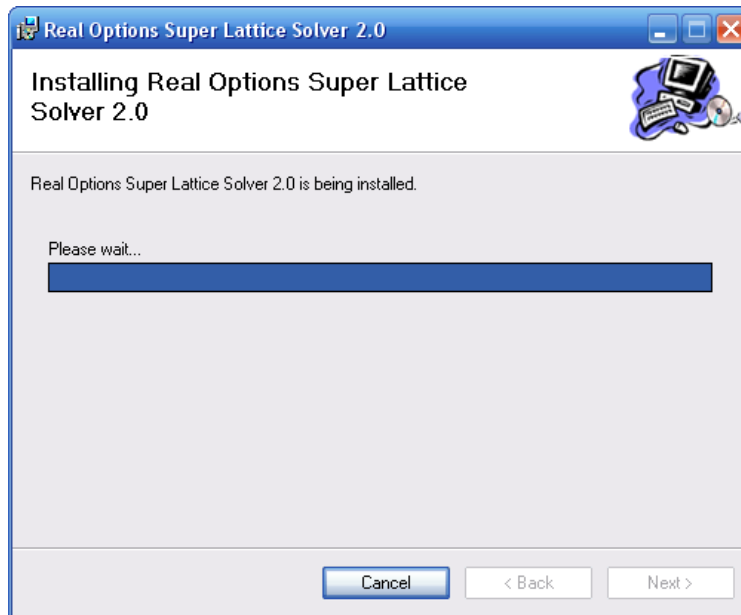 Real Options Super Lattice Solver 2.0
Installing Real Options Super Lattice
Solver 2.0
Real Options Super Lattice Solver 2.0 is being installed.
Please wait...
Cancel
< Back
Next >